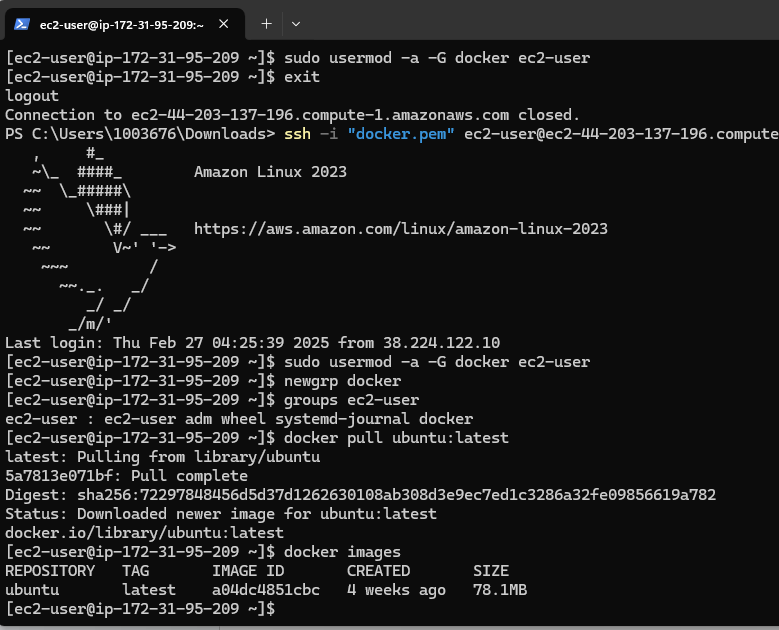 ec2-user@ip-172-31-95-209:~
[ec2-user@ip-172-31-95-209 ~]$ sudo usermod -a -G docker ec2-user
[ec2-user@ip-172-31-95-209 ~]$ exit
logout
Connection to ec2-44-203-137-196.compute-1.amazonaws.com closed.
PS C:\Users\1003676\Downloads> ssh -i "docker.pem" ec2-user@ec2-44-203-137-196.compute
   ,     #_
   ~\_  ####_        Amazon Linux 2023
  ~~  \_#####\
  ~~     \###|
  ~~       \#/ ___   https://aws.amazon.com/linux/amazon-linux-2023
   ~~       V~' '->
    ~~~         /
      ~~._.   _/
         _/ _/
       _/m/'
Last login: Thu Feb 27 04:25:39 2025 from 38.224.122.10
[ec2-user@ip-172-31-95-209 ~]$ sudo usermod -a -G docker ec2-user
[ec2-user@ip-172-31-95-209 ~]$ newgrp docker
[ec2-user@ip-172-31-95-209 ~]$ groups ec2-user
ec2-user : ec2-user adm wheel systemd-journal docker
[ec2-user@ip-172-31-95-209 ~]$ docker pull ubuntu:latest
latest: Pulling from library/ubuntu
5a7813e071bf: Pull complete
Digest: sha256:72297848456d5d37d1262630108ab308d3e9ec7ed1c3286a32fe09856619a782
Status: Downloaded newer image for ubuntu:latest
docker.io/library/ubuntu:latest
[ec2-user@ip-172-31-95-209 ~]$ docker images
REPOSITORY   TAG       IMAGE ID       CREATED       SIZE
ubuntu       latest    a04dc4851cbc   4 weeks ago   78.1MB
[ec2-user@ip-172-31-95-209 ~]$